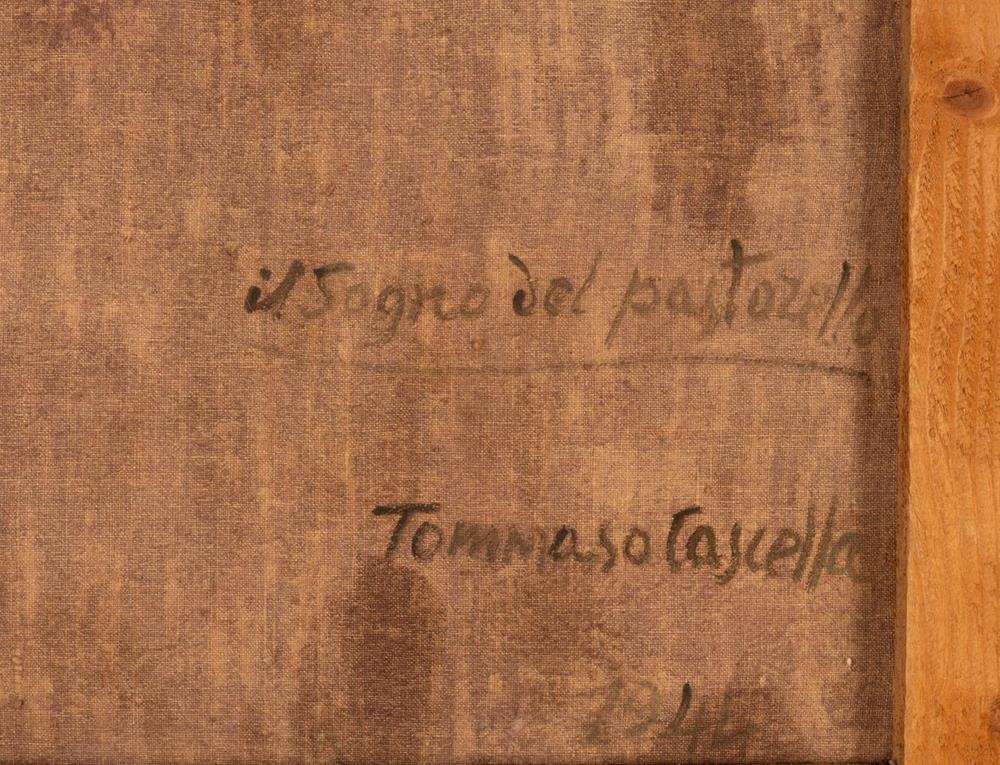 il Sogno del pastorello
Tommaso Cascella
1944